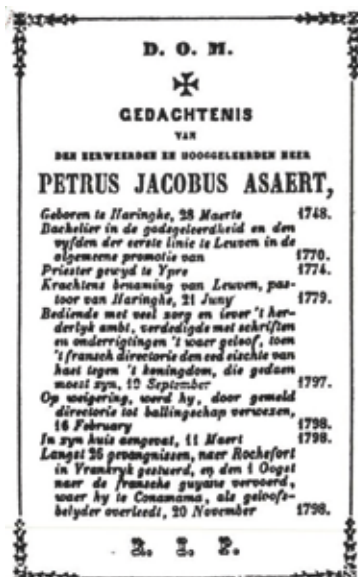 D. O. M.
GEDACHTENIS
VAN
DEN EERWEERDEN EN HOOGGELEERDEN HEER
PETRUS JACOBUS ASAERT,
Geboren te Haringhe, 28 Maerte 1748.
Bachelier in de godsgeleerdheid en den
vyfden der eerste linie te Leuven in de
algemeene promotie van 1770.
Priester gewyd te Ypre 1774.
Krachtens benaming van Leuven, pas-
toor van Haringhe, 21 Juny 1779.
Bediende met veel zorg en iever 't her-
derlyk ambt, verdedigde met schriften
en onderrigtingen 't waer geloof, toen
't fransch directorie den eed eischte van
haet tegen 't koningdom, die gedaen
moest zyn, 19 September 1797.
Op weigering, werd hy, door gemeld
directorie tot ballingschap verwezen,
16 February 1798.
In zyn huis aengevat, 11 Maert 1798.
Langst 26 gevangnissen, naer Rochefort
in Vrankryk gestuerd, en den 1 Oogst
naer de fransche guyane vervoerd,
waer hy te Conamama, als geloofs-
belyder overleedt, 20 November 1798.
R. I. P.